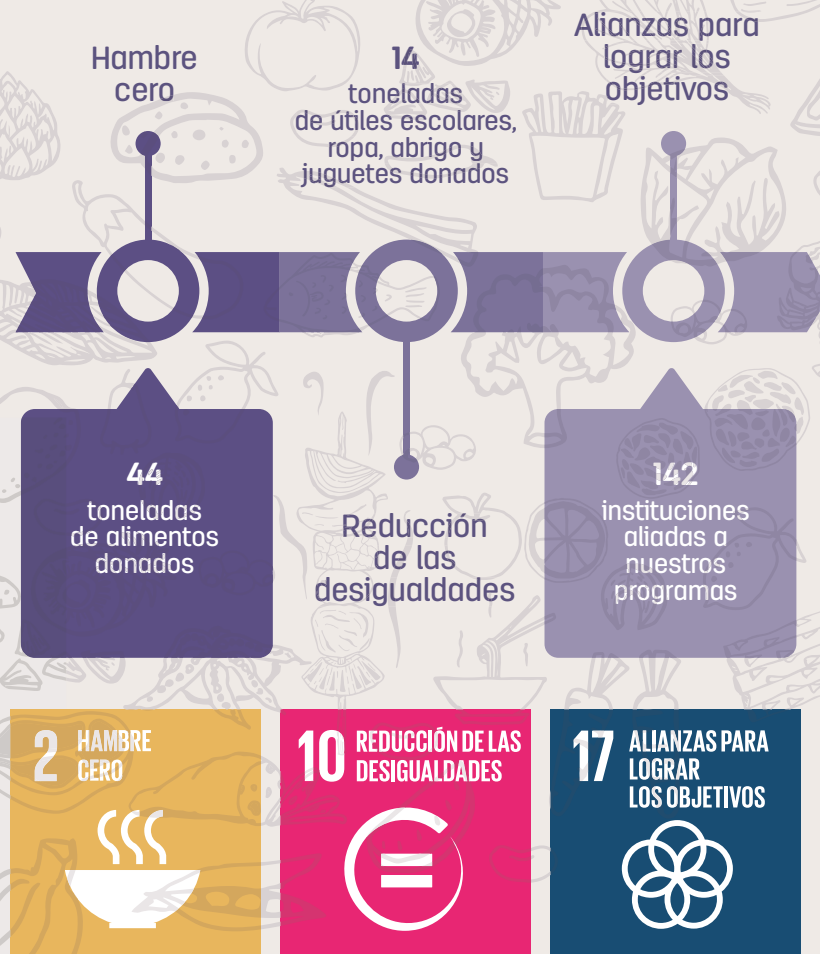 Hambre
cero
14
toneladas
de útiles escolares,
ropa, abrigo y
juguetes donados
Alianzas para
lograr los
objetivos
44
toneladas
de alimentos
donados
Reducción
de las
desigualdades
142
instituciones
aliadas a
nuestros
programas
2 HAMBRE
CERO
10 REDUCCIÓN DE LAS
DESIGUALDADES
17 ALIANZAS PARA
LOGRAR
LOS OBJETIVOS